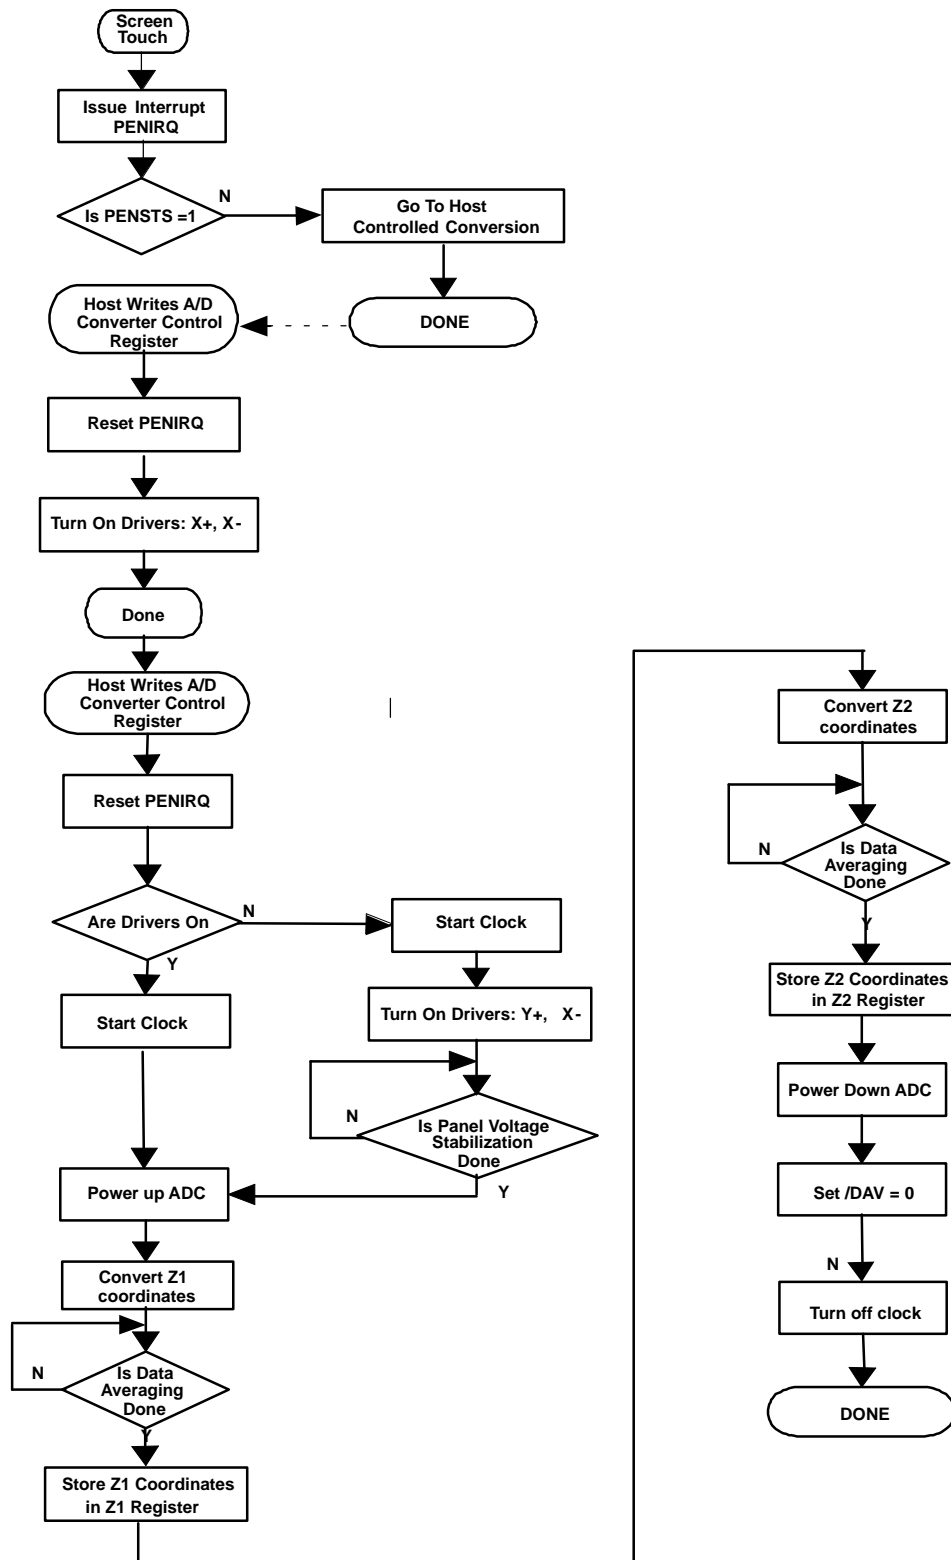 Screen
Touch
Issue Interrupt
PENIRQ
Is PENSTS =1
N
Go To Host
Controlled Conversion
DONE
Host Writes A/D
Converter Control
Register
Reset PENIRQ
Turn On Drivers: X+, X-
Done
Host Writes A/D
Converter Control
Register
Reset PENIRQ
Are Drivers On
N
Y
Start Clock
Start Clock
Turn On Drivers: Y+, X-
N
Is Panel Voltage
Stabilization
Done
Y
Power up ADC
Convert Z1
coordinates
N
Is Data
Averaging
Done
Y
Store Z1 Coordinates
in Z1 Register
Convert Z2
coordinates
N
Is Data
Averaging
Done
Y
Store Z2 Coordinates
in Z2 Register
Power Down ADC
Set /DAV = 0
N
Turn off clock
DONE